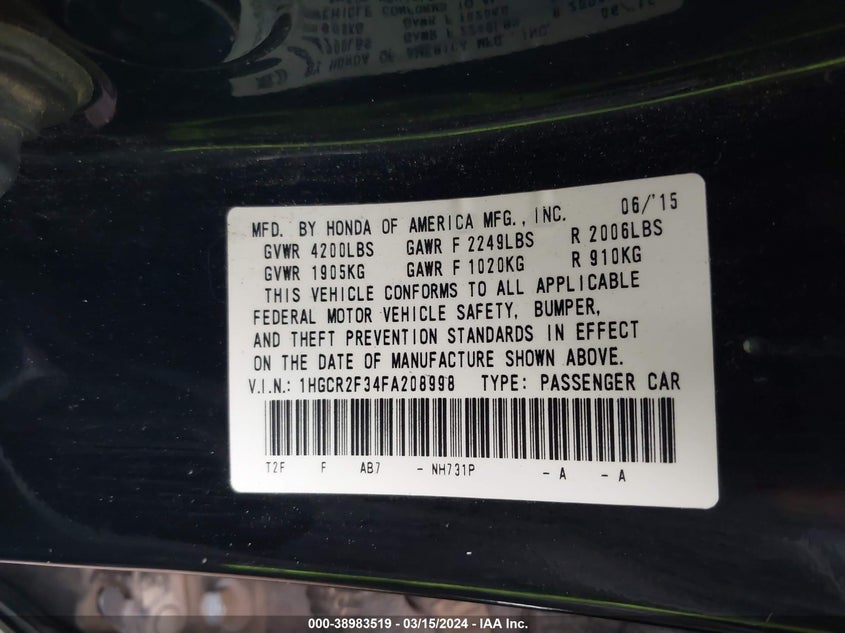 MFD. BY HONDA OF AMERICA MFG., INC. 06/'15
GVWR 4200LBS GAWR F 2249LBS R 2006LBS
GVWR 1905KG GAWR F 1020KG R 910KG
THIS VEHICLE CONFORMS TO ALL APPLICABLE
FEDERAL MOTOR VEHICLE SAFETY, BUMPER,
AND THEFT PREVENTION STANDARDS IN EFFECT
ON THE DATE OF MANUFACTURE SHOWN ABOVE.
V.I.N.: 1HGCR2F34FA208998 TYPE: PASSENGER CAR
T2F F AB7 - NH731P - A - A
000-38983519 - 03/15/2024 - IAA Inc.